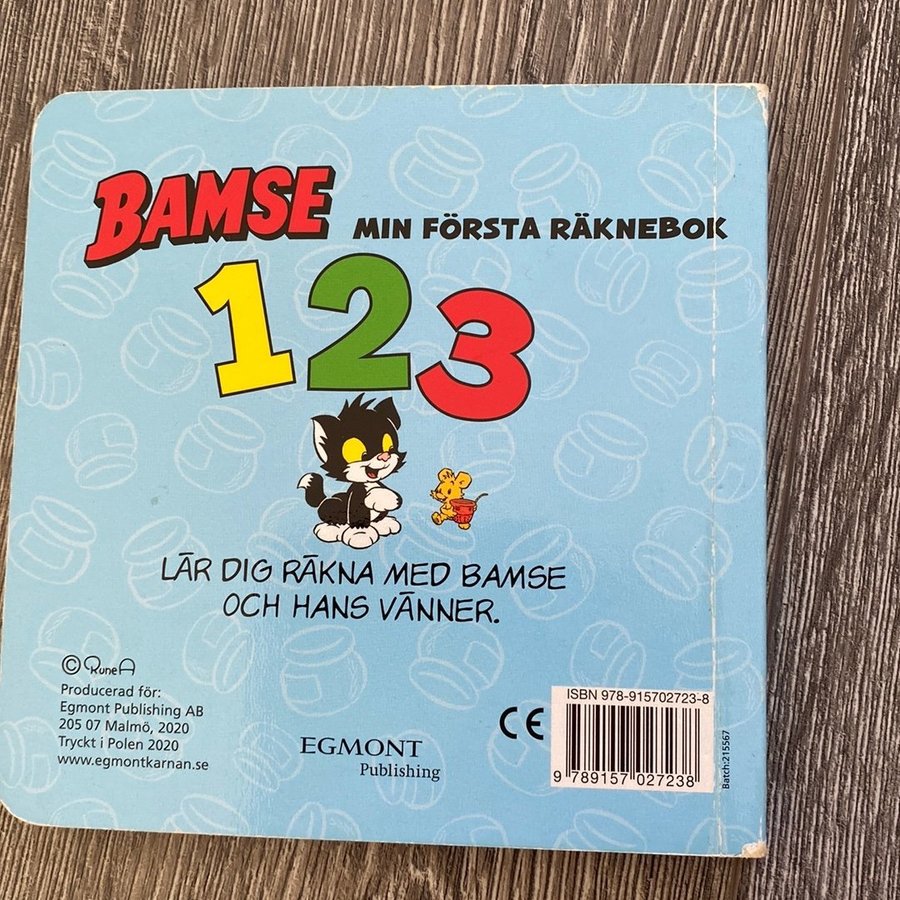 BAMSE MIN FÖRSTA RÄKNEBOK
123
LÄR DIG RÄKNA MED BAMSE
OCH HANS VÄNNER.
© Rune A
Producerad för:
Egmont Publishing AB
205 07 Malmö, 2020
Tryckt i Polen 2020
www.egmontkarnan.se
EGMONT
Publishing
CE
ISBN 978-915702723-8
9 789157 027238
Batch:215567